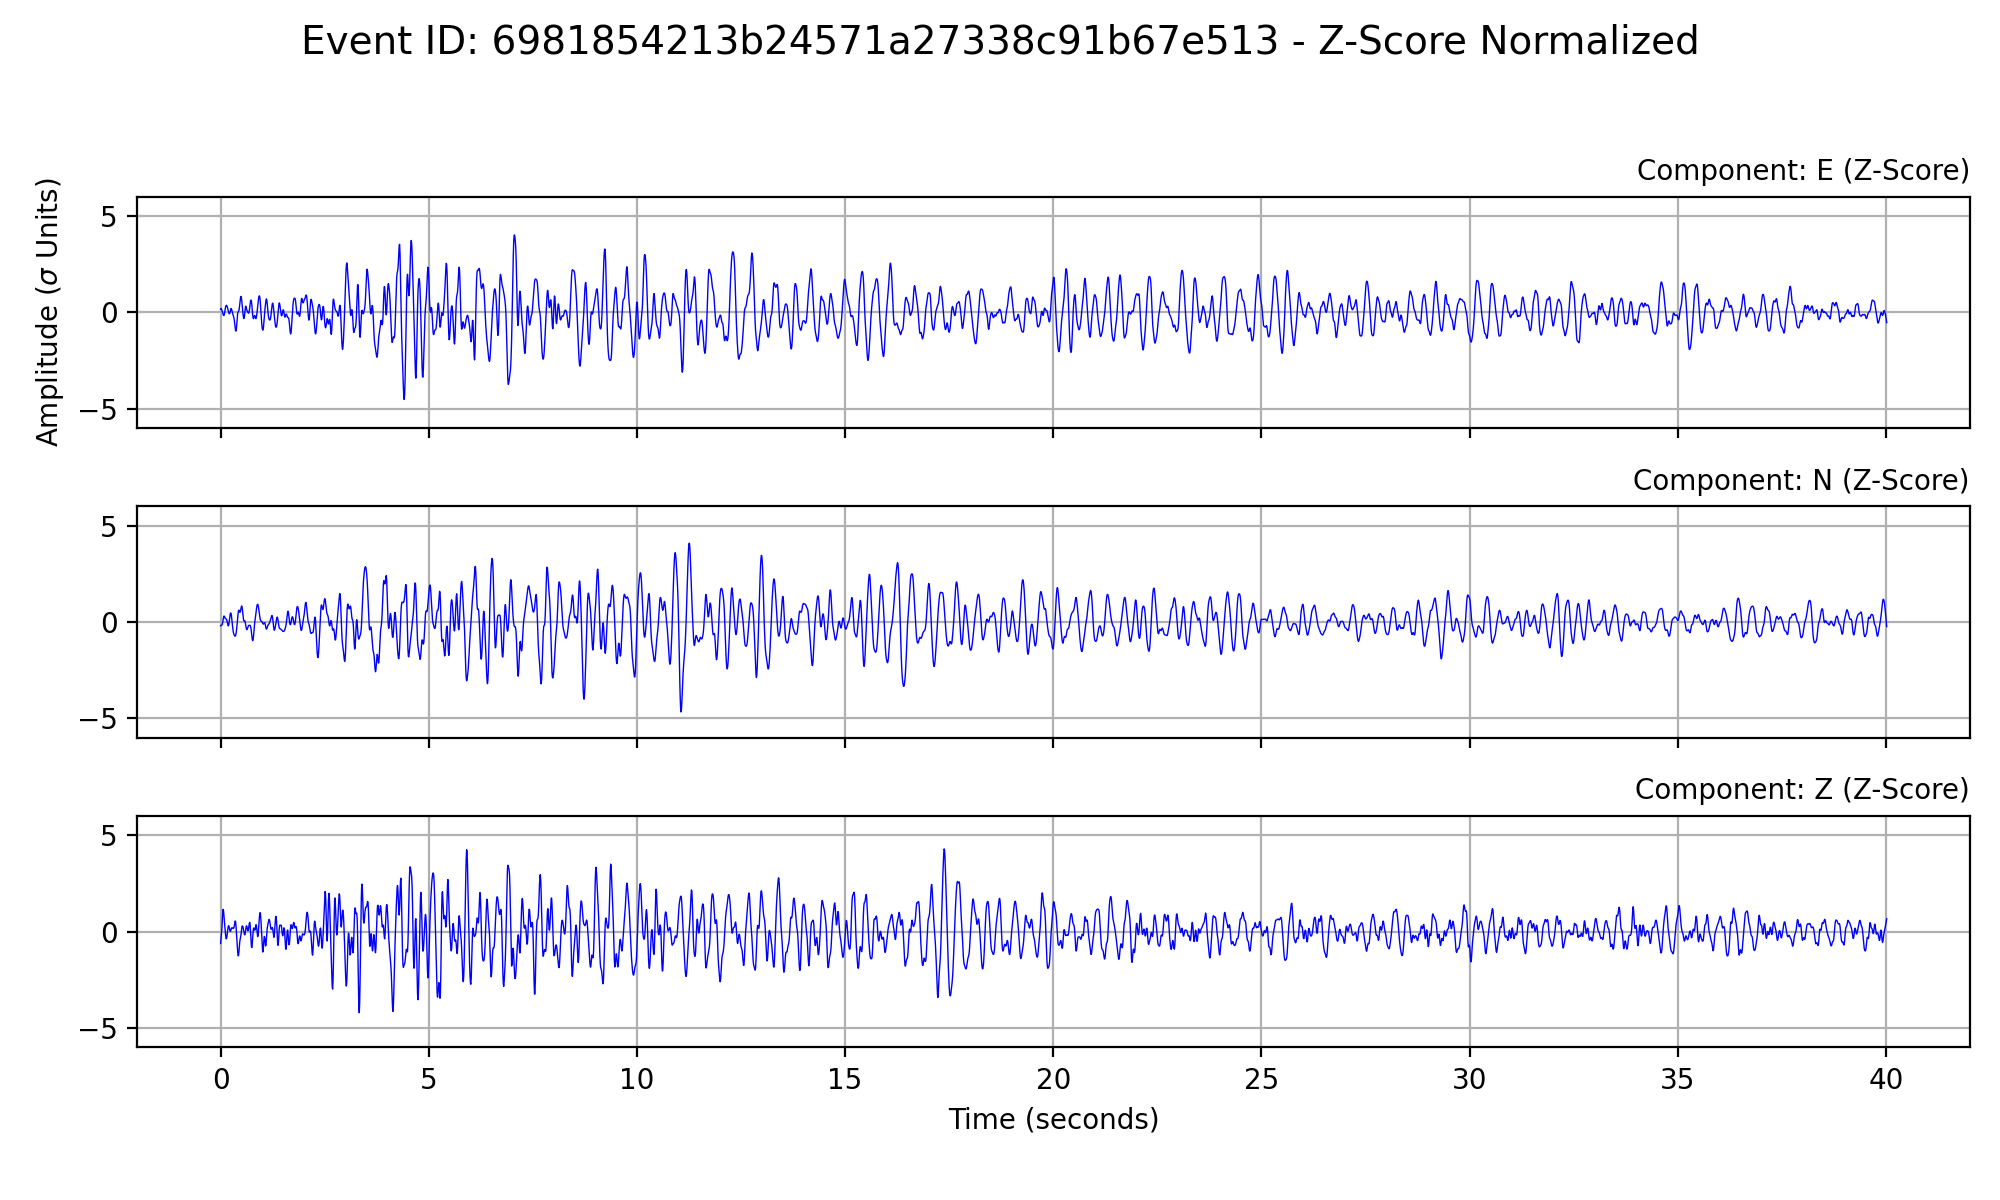 Event ID: 6981854213b24571a27338c91b67e513 - Z-Score Normalized
Component: E (Z-Score)
Amplitude (σ Units)
5
0
−5
Component: N (Z-Score)
5
0
−5
Component: Z (Z-Score)
5
0
−5
0 5 10 15 20 25 30 35 40
Time (seconds)